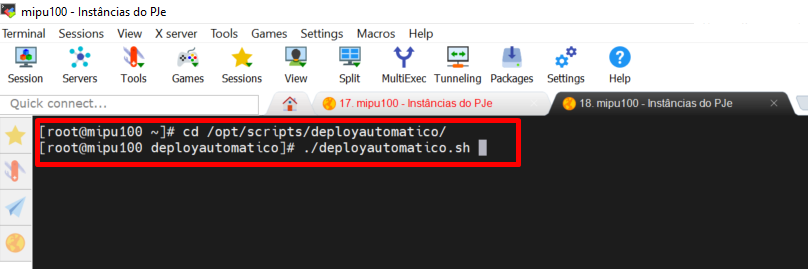 mipu100 - Instâncias do PJe
Terminal Sessions View X server Tools Games Settings Macros Help
Session Servers Tools Games Sessions View Split MultiExec Tunneling Packages Settings Help
Quick connect...
17. mipu100 - Instâncias do PJe
18. mipu100 - Instâncias do PJe
[root@mipu100 ~]# cd /opt/scripts/deployautomatico/
[root@mipu100 deployautomatico]# ./deployautomatico.sh